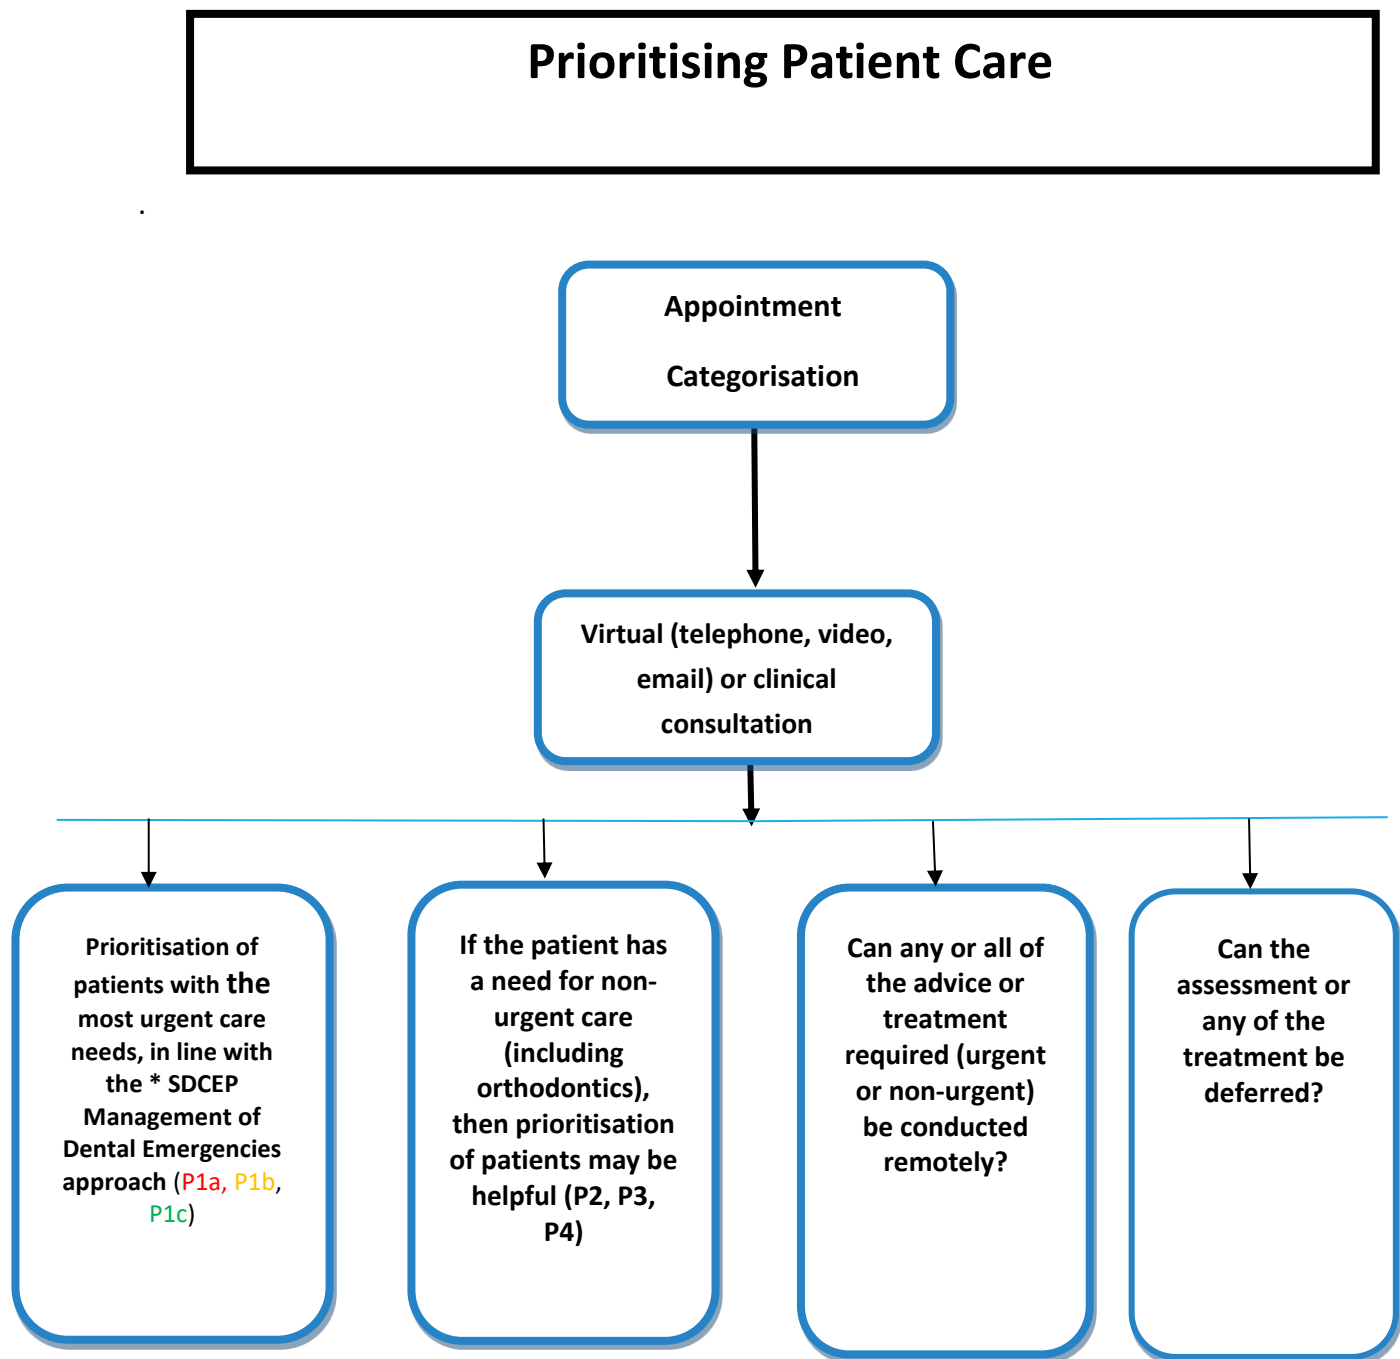 Prioritising Patient Care
.
Appointment
Categorisation
Virtual (telephone, video,
email) or clinical
consultation
Prioritisation of
patients with the
most urgent care
needs, in line with
the * SDCEP
Management of
Dental Emergencies
approach (P1a, P1b,
P1c)
If the patient has
a need for non-
urgent care
(including
orthodontics),
then prioritisation
of patients may be
helpful (P2, P3,
P4)
Can any or all of
the advice or
treatment
required (urgent
or non-urgent)
be conducted
remotely?
Can the
assessment or
any of the
treatment be
deferred?